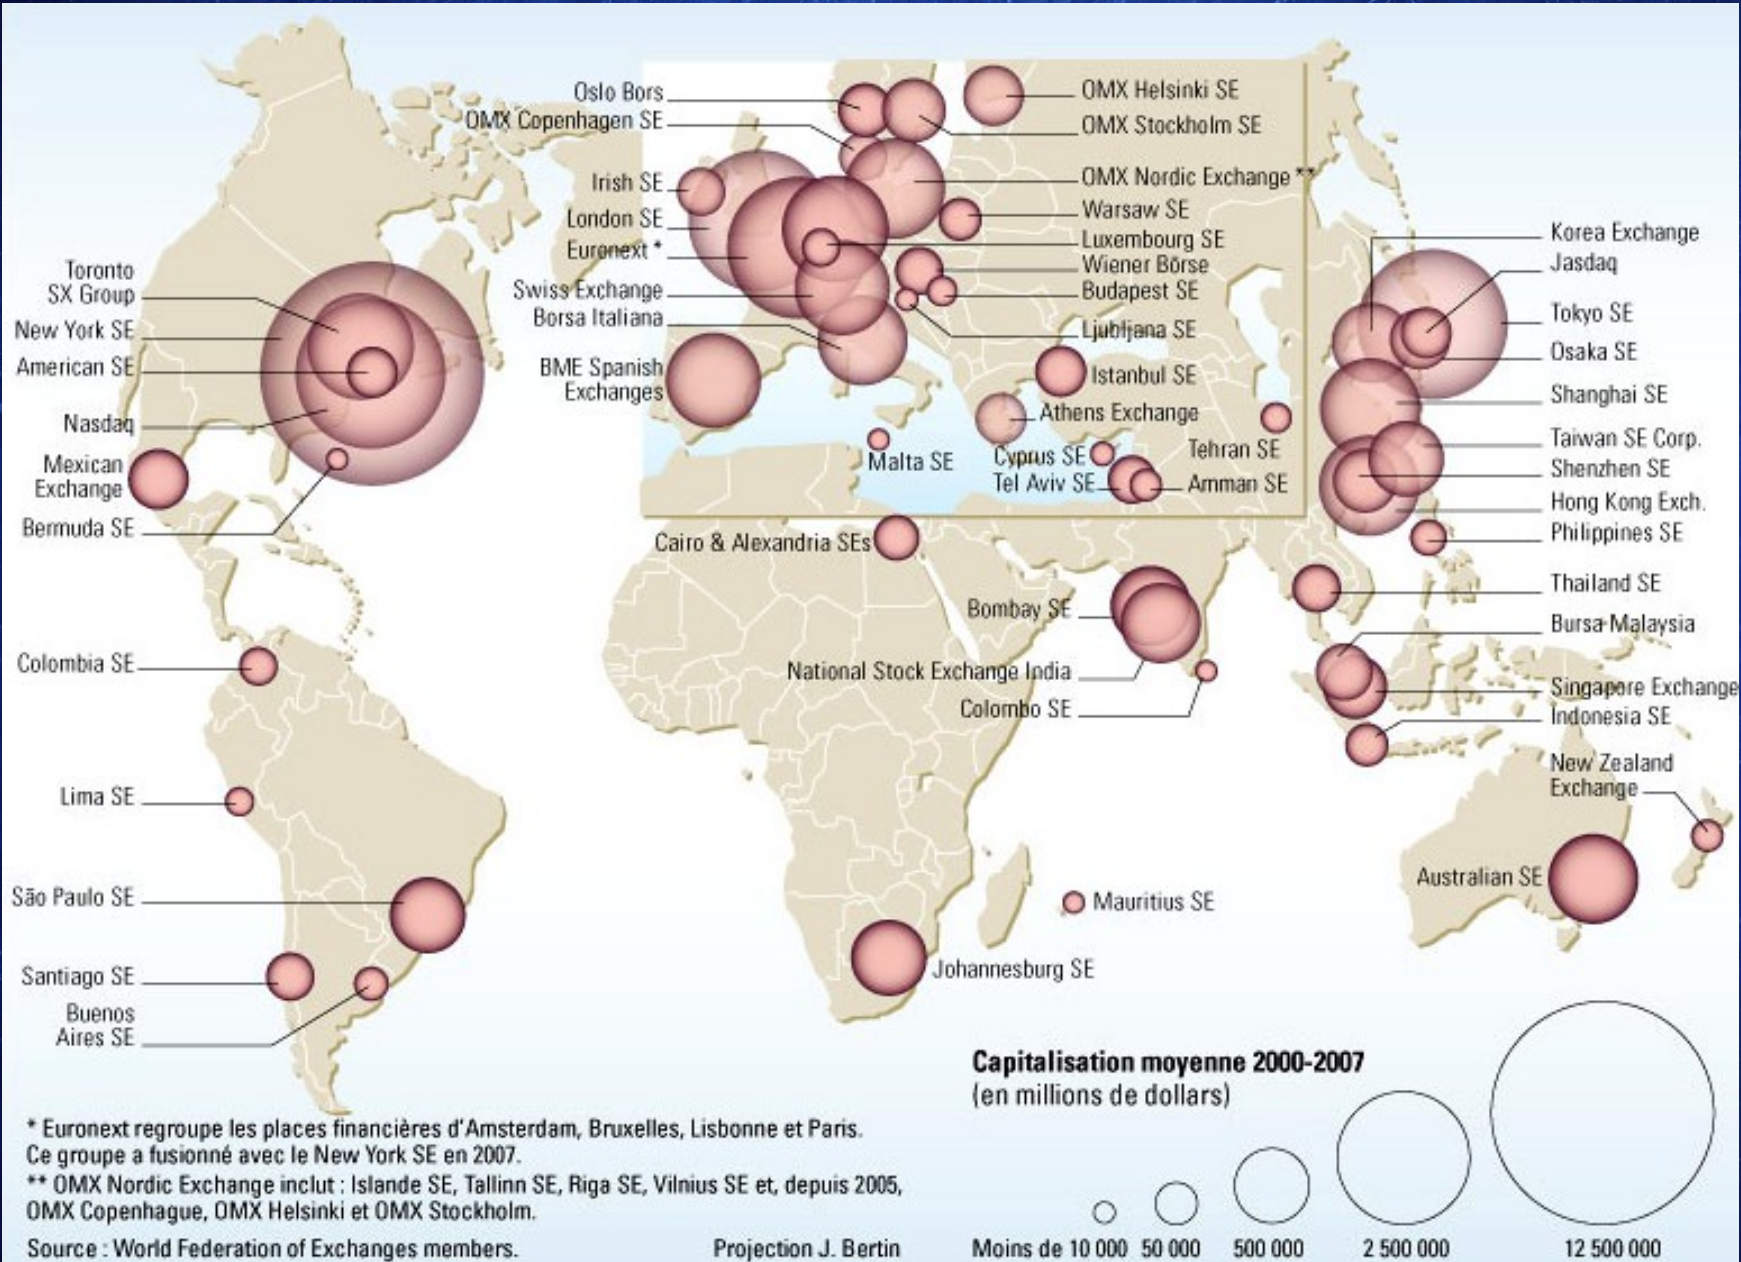 Oslo Bors
OMX Copenhagen SE
Irish SE
London SE
Euronext *
Swiss Exchange
Borsa Italiana
BME Spanish
Exchanges
OMX Helsinki SE
OMX Stockholm SE
OMX Nordic Exchange **
Warsaw SE
Luxembourg SE
Wiener Börse
Budapest SE
Ljubljana SE
Istanbul SE
Athens Exchange
Malta SE
Cyprus SE
Tel Aviv SE
Tehran SE
Amman SE
Toronto
SX Group
New York SE
American SE
Nasdaq
Mexican
Exchange
Bermuda SE
Colombia SE
Lima SE
São Paulo SE
Santiago SE
Buenos
Aires SE
Cairo & Alexandria SEs
Bombay SE
National Stock Exchange India
Colombo SE
Mauritius SE
Johannesburg SE
Korea Exchange
Jasdaq
Tokyo SE
Osaka SE
Shanghai SE
Taiwan SE Corp.
Shenzhen SE
Hong Kong Exch.
Philippines SE
Thailand SE
Bursa Malaysia
Singapore Exchange
Indonesia SE
New Zealand
Exchange
Australian SE
Capitalisation moyenne 2000-2007
(en millions de dollars)
Moins de 10 000 50 000 500 000 2 500 000 12 500 000
* Euronext regroupe les places financières d'Amsterdam, Bruxelles, Lisbonne et Paris.
Ce groupe a fusionné avec le New York SE en 2007.
** OMX Nordic Exchange inclut : Islande SE, Tallinn SE, Riga SE, Vilnius SE et, depuis 2005,
OMX Copenhague, OMX Helsinki et OMX Stockholm.
Source : World Federation of Exchanges members.
Projection J. Bertin